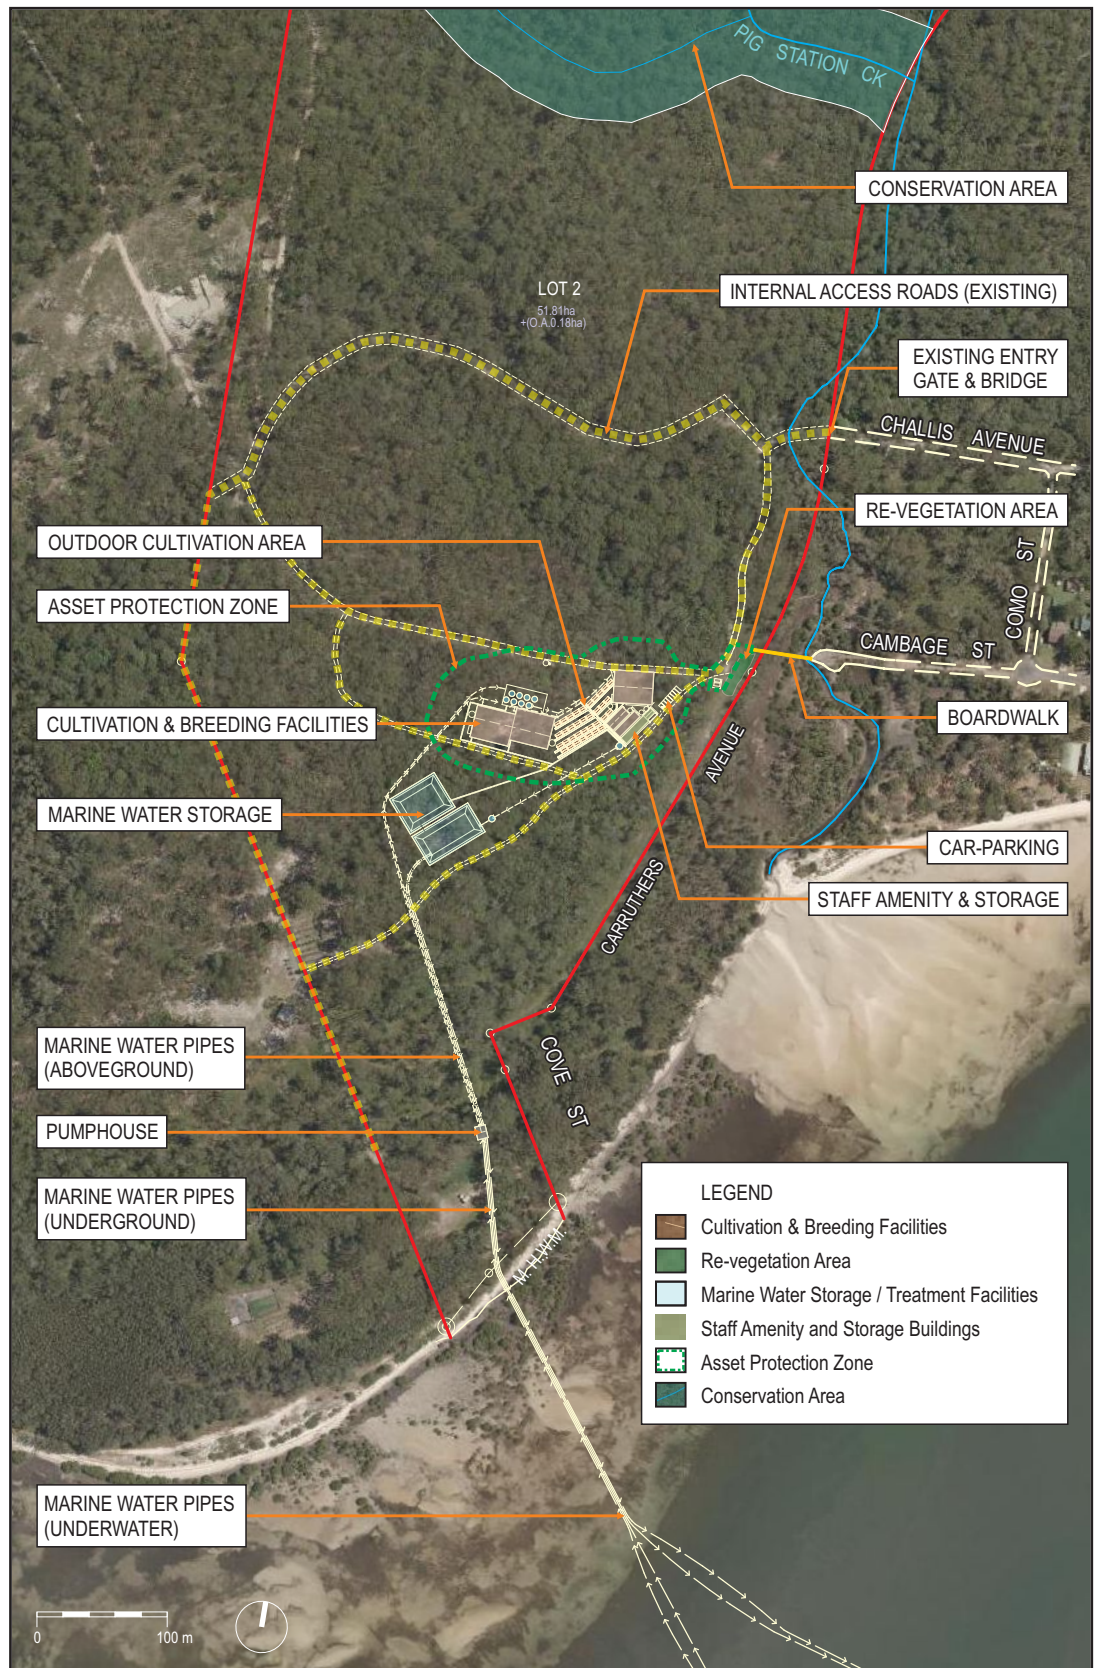 PIG STATION CK
CONSERVATION AREA
LOT 2
51.81ha
+(O.A.0.18ha)
INTERNAL ACCESS ROADS (EXISTING)
EXISTING ENTRY
GATE & BRIDGE
CHALLIS AVENUE
RE-VEGETATION AREA
OUTDOOR CULTIVATION AREA
COMO ST
ASSET PROTECTION ZONE
CAMBAGE ST
CULTIVATION & BREEDING FACILITIES
BOARDWALK
CARRUTHERS AVENUE
MARINE WATER STORAGE
CAR-PARKING
STAFF AMENITY & STORAGE
MARINE WATER PIPES
(ABOVEGROUND)
COVE ST
PUMPHOUSE
MARINE WATER PIPES
(UNDERGROUND)
M.H.W.M.
LEGEND
Cultivation & Breeding Facilities
Re-vegetation Area
Marine Water Storage / Treatment Facilities
Staff Amenity and Storage Buildings
Asset Protection Zone
Conservation Area
MARINE WATER PIPES
(UNDERWATER)
0 100 m